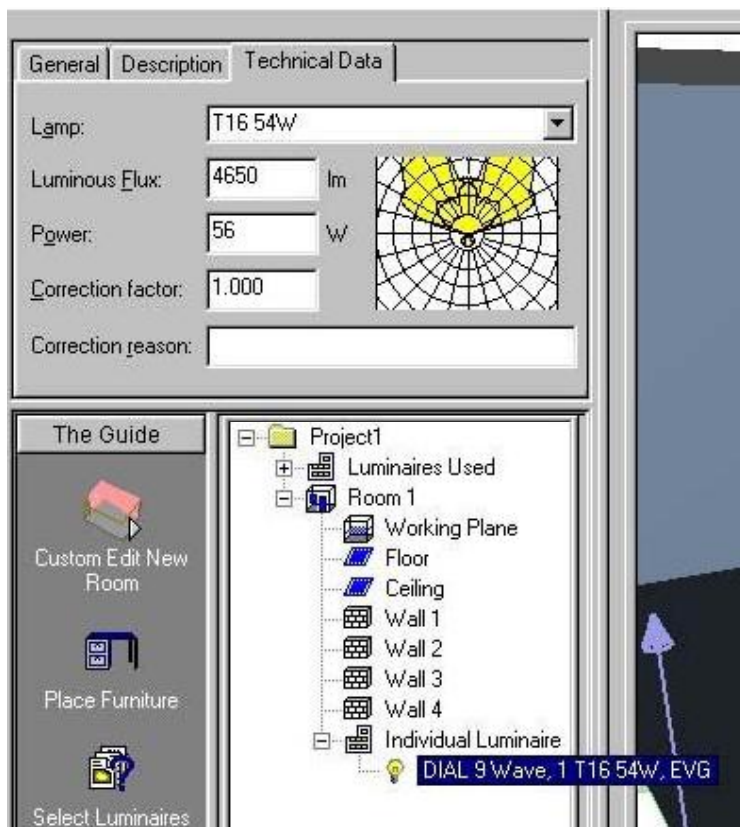 General Description Technical Data
Lamp: T16 54W
Luminous Flux: 4650 lm
Power: 56 W
Correction factor: 1.000
Correction reason:
The Guide
Custom Edit New
Room
Place Furniture
Select Luminaires
Project1
Luminaires Used
Room 1
Working Plane
Floor
Ceiling
Wall 1
Wall 2
Wall 3
Wall 4
Individual Luminaire
DIAL 9 Wave, 1 T16 54W, EVG